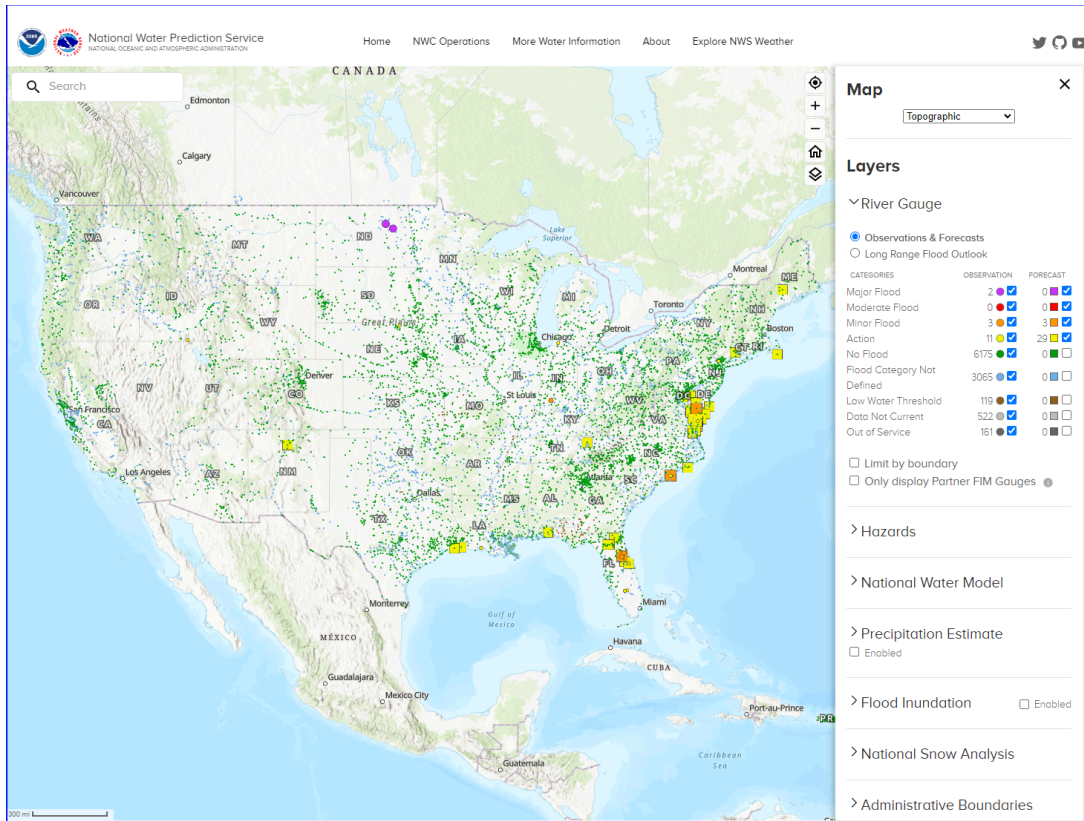 National Water Prediction Service
NATIONAL OCEANIC AND ATMOSPHERIC ADMINISTRATION
Home NWC Operations More Water Information About Explore NWS Weather
Search
Map
Topographic
Layers
River Gauge
Observations & Forecasts
Long Range Flood Outlook
CATEGORIES OBSERVATION FORECAST
Major Flood 2 0
Moderate Flood 0 0
Minor Flood 3 3
Action 11 29
No Flood 6175 0
Flood Category Not
Defined 3065 0
Low Water Threshold 119 0
Data Not Current 522 0
Out of Service 161 0
Limit by boundary
Only display Partner FIM Gauges
Hazards
National Water Model
Precipitation Estimate
Enabled
Flood Inundation Enabled
National Snow Analysis
Administrative Boundaries
CANADA
Edmonton
Calgary
Vancouver
Lake
Superior
Montreal
Toronto
Boston
Detroit
Chicago
Great Plains
Denver
St Louis
San Francisco
Los Angeles
Dallas
Atlanta
WA
MT
ND
MN
ME
OR
ID
SD
WI
MI
NH
WY
NY
CT
RI
IA
NE
PA
NJ
NV
UT
CO
IL
IN
OH
DC
DE
KS
MO
WV
VA
CA
KY
OK
TN
NC
AZ
NM
AR
SC
MS
AL
GA
TX
LA
FL
Monterrey
Gulf of
Mexico
Miami
MÉXICO
Havana
CUBA
Guadalajara
Mexico City
Port-au-Prince
PR
Caribbean
Sea
Guatemala
300 mi